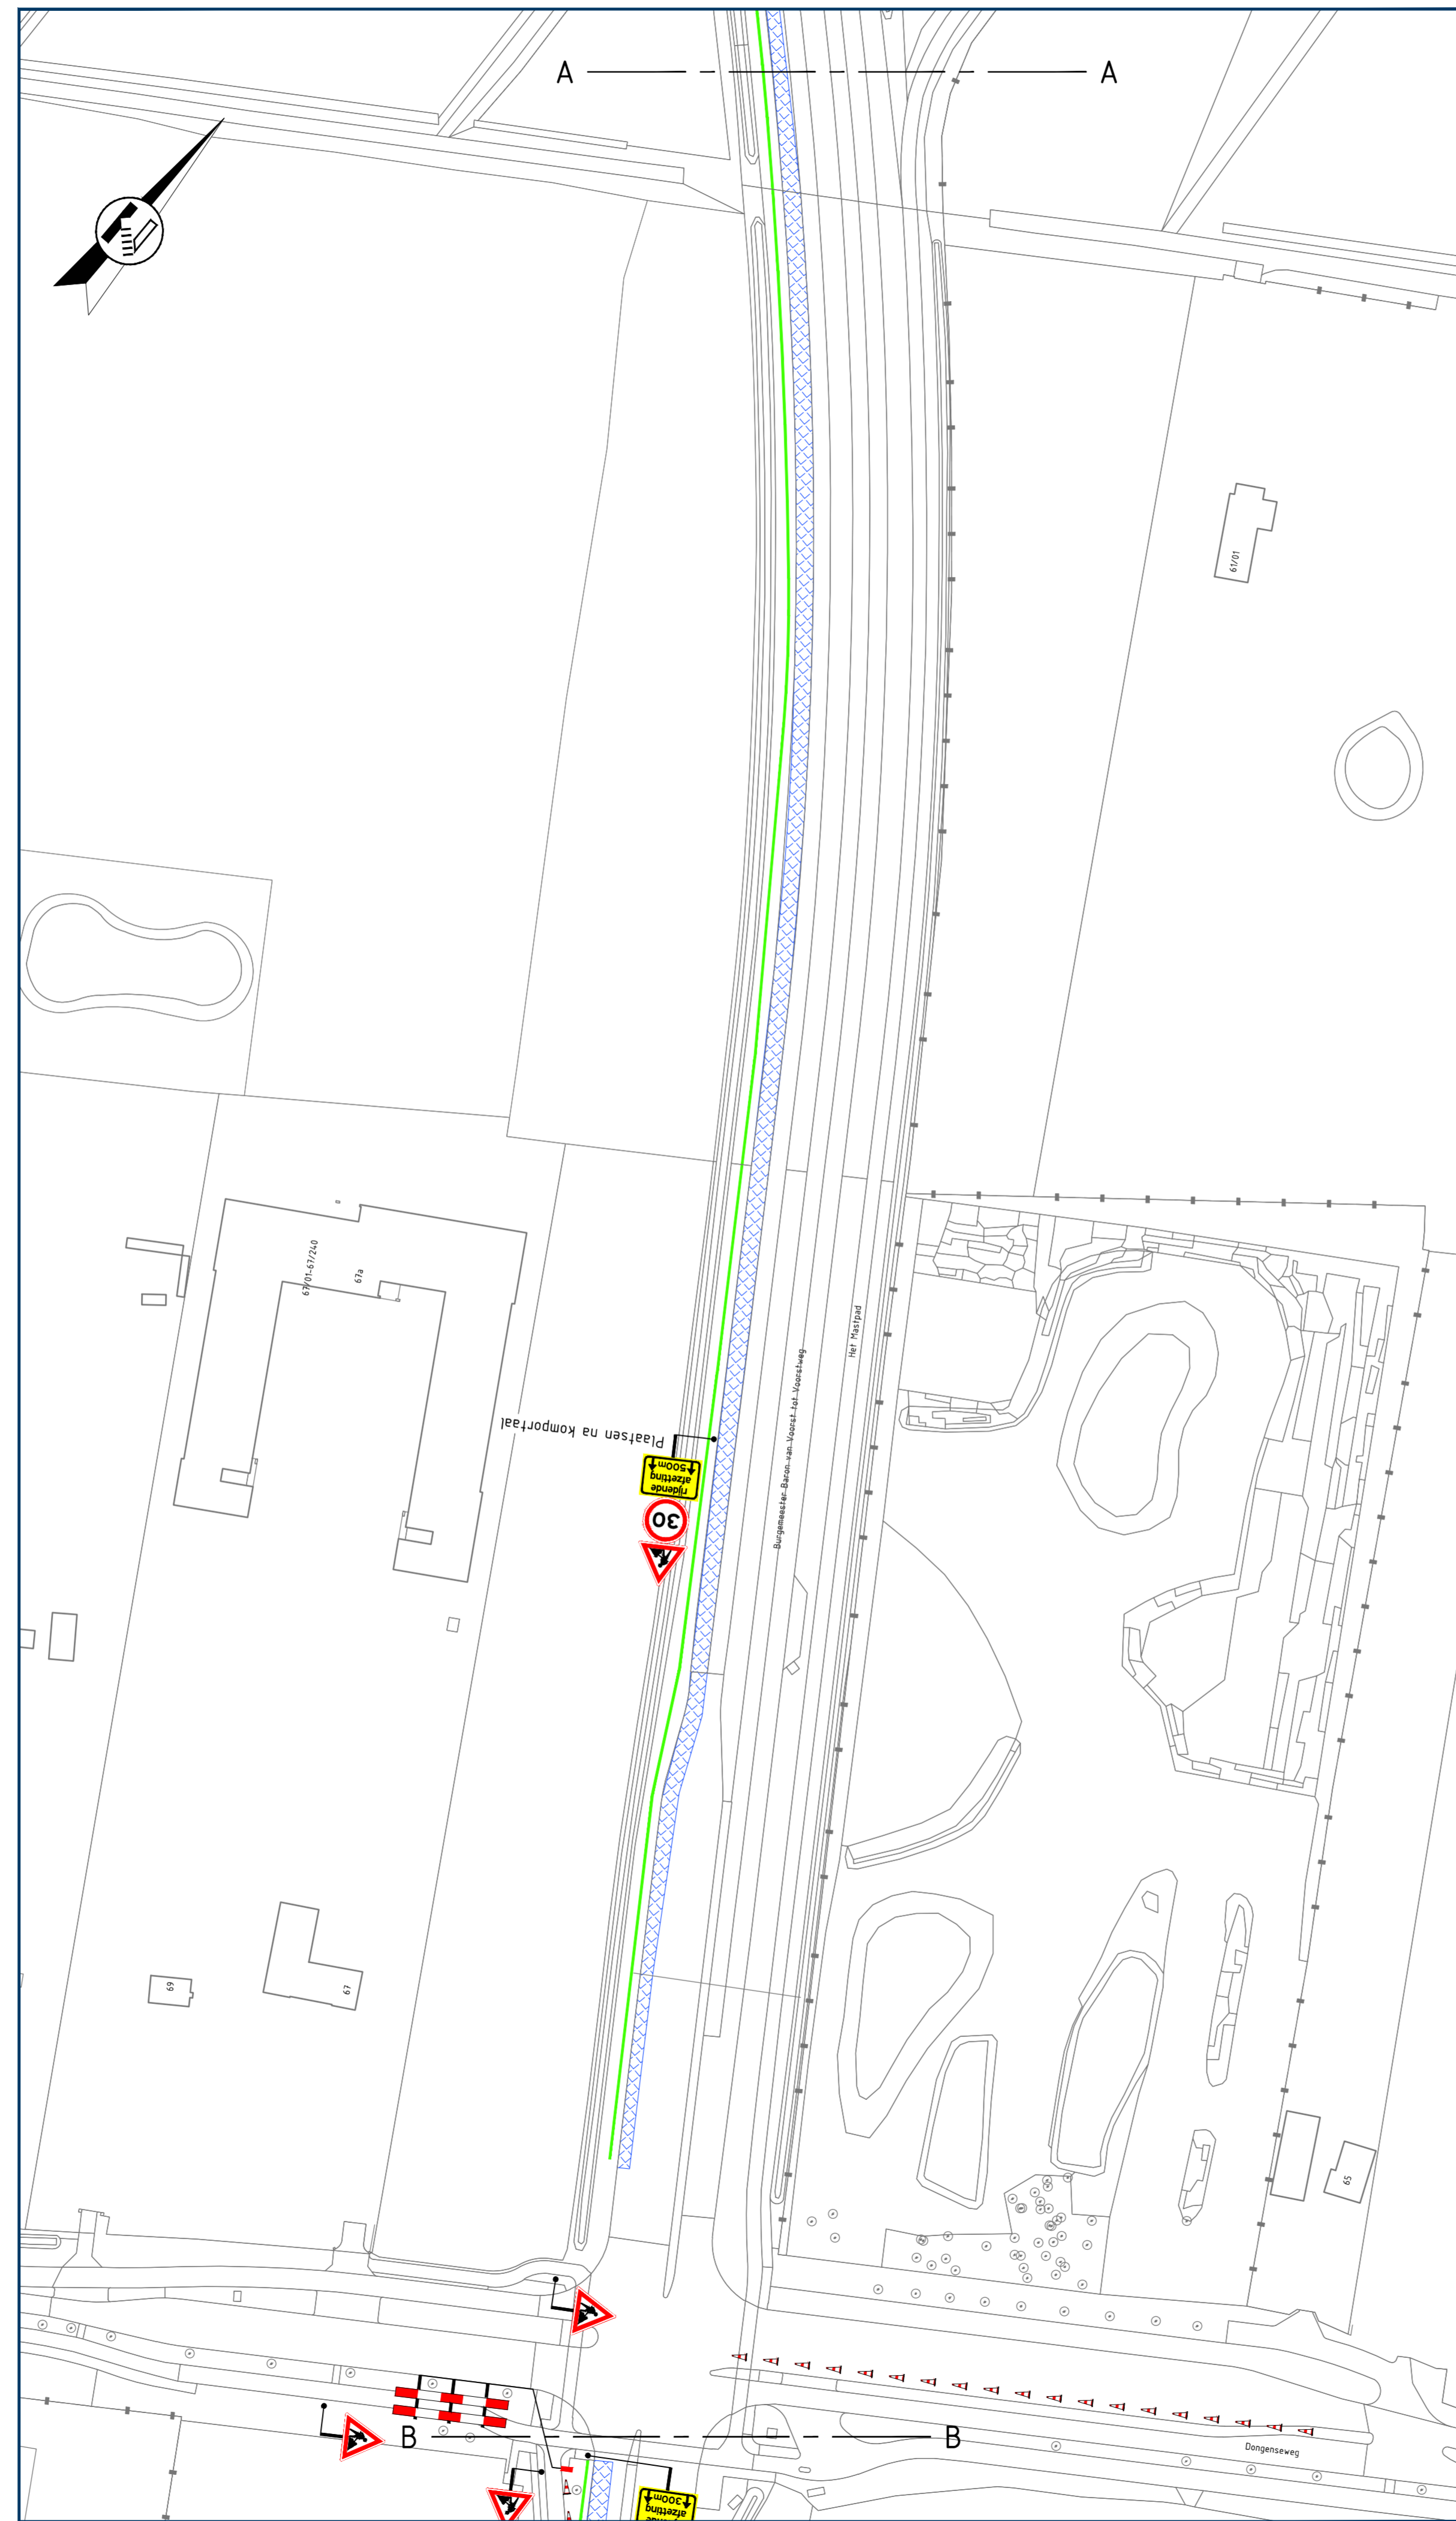 A
A
61/01
67/01-67/240
67a
Het Mastpad
Burgemeester Baron van Voorst tot Voorstweg
Plaatsen na komportaal
rijdende
afzetting
500m
30
69
67
65
B
B
Dongenseweg
afzetting
300m